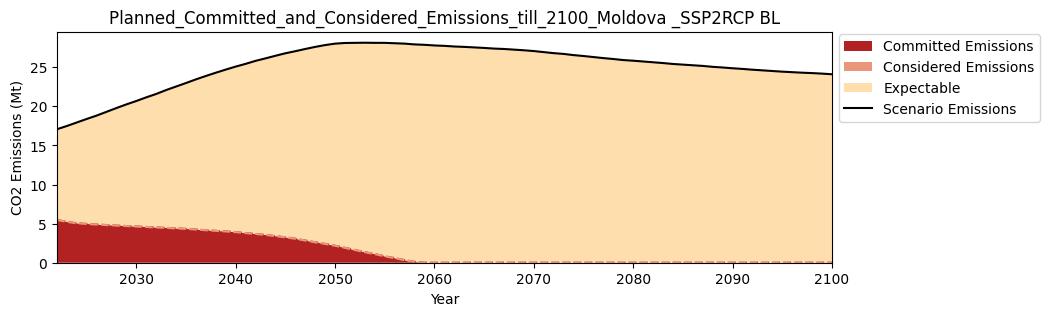 Planned_Committed_and_Considered_Emissions_till_2100_Moldova _SSP2RCP BL
Committed Emissions
Considered Emissions
Expectable
Scenario Emissions
CO2 Emissions (Mt)
25
20
15
10
5
0
2030 2040 2050 2060 2070 2080 2090 2100
Year